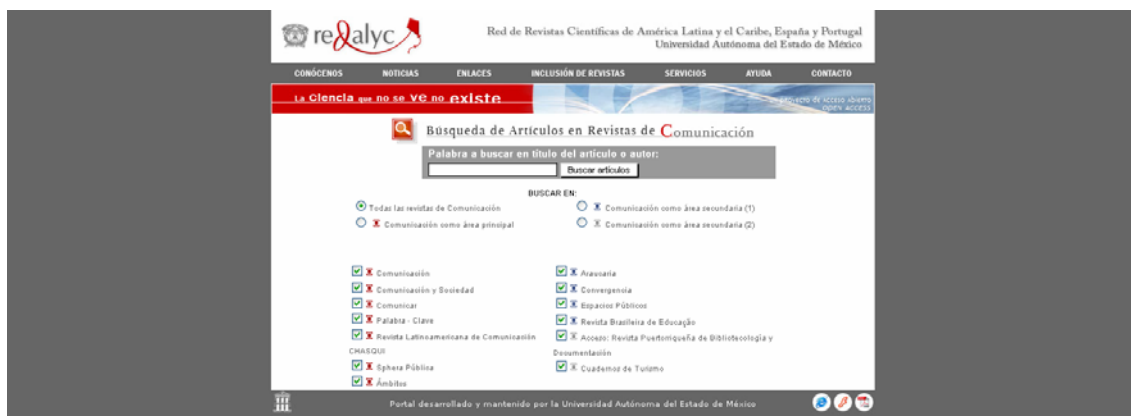 redalyc
Red de Revistas Científicas de América Latina y el Caribe, España y Portugal
Universidad Autónoma del Estado de México
CONÓCENOS NOTICIAS ENLACES INCLUSIÓN DE REVISTAS SERVICIOS AYUDA CONTACTO
La Ciencia que no se ve no existe
proyecto de acceso abierto
open access
Búsqueda de Artículos en Revistas de Comunicación
Palabra a buscar en título del artículo o autor:
Buscar artículos
BUSCAR EN:
Todas las revistas de Comunicación
Comunicación como área secundaria (1)
Comunicación como área principal
Comunicación como área secundaria (2)
Comunicación
Comunicación y Sociedad
Comunicar
Palabra - Clave
Revista Latinoamericana de Comunicación
CHASQUI
Sphera Pública
Ámbitos
Araucaria
Convergencia
Espacios Públicos
Revista Brasileira de Educação
Acceso: Revista Puertorriqueña de Bibliotecología y
Documentación
Cuadernos de Turismo
Portal desarrollado y mantenido por la Universidad Autónoma del Estado de México